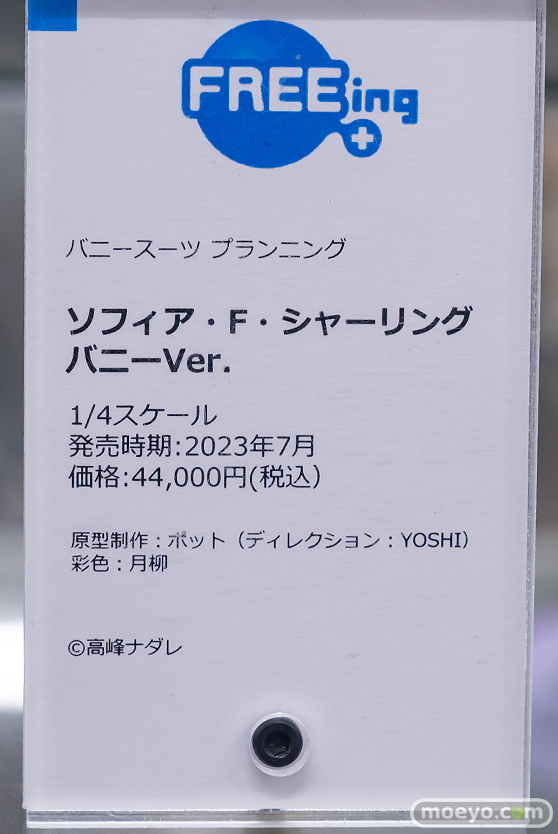 FREEing
バニースーツ プランニング
ソフィア・F・シャーリング
バニーVer.
1/4スケール
発売時期:2023年7月
価格:44,000円(税込)
原型制作：ポット（ディレクション：YOSHI）
彩色：月柳
©高峰ナダレ
moeyo.com